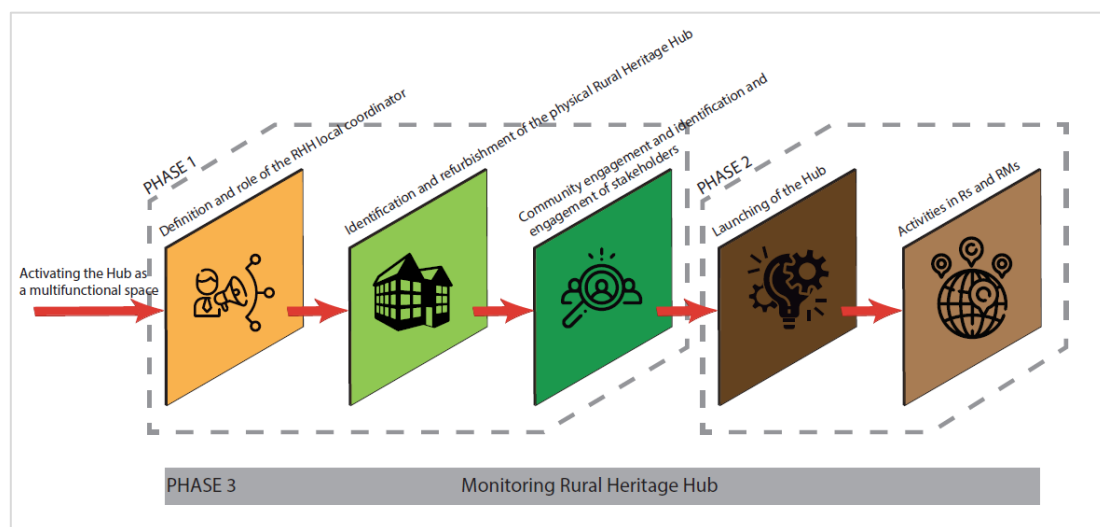 PHASE 1
Definition and role of the RHH local coordinator
Identification and refurbishment of the physical Rural Heritage Hub
Community engagement and identification and
engagement of stakeholders
PHASE 2
Launching of the Hub
Activities in Rs and RMs
Activating the Hub as
a multifunctional space
PHASE 3
Monitoring Rural Heritage Hub